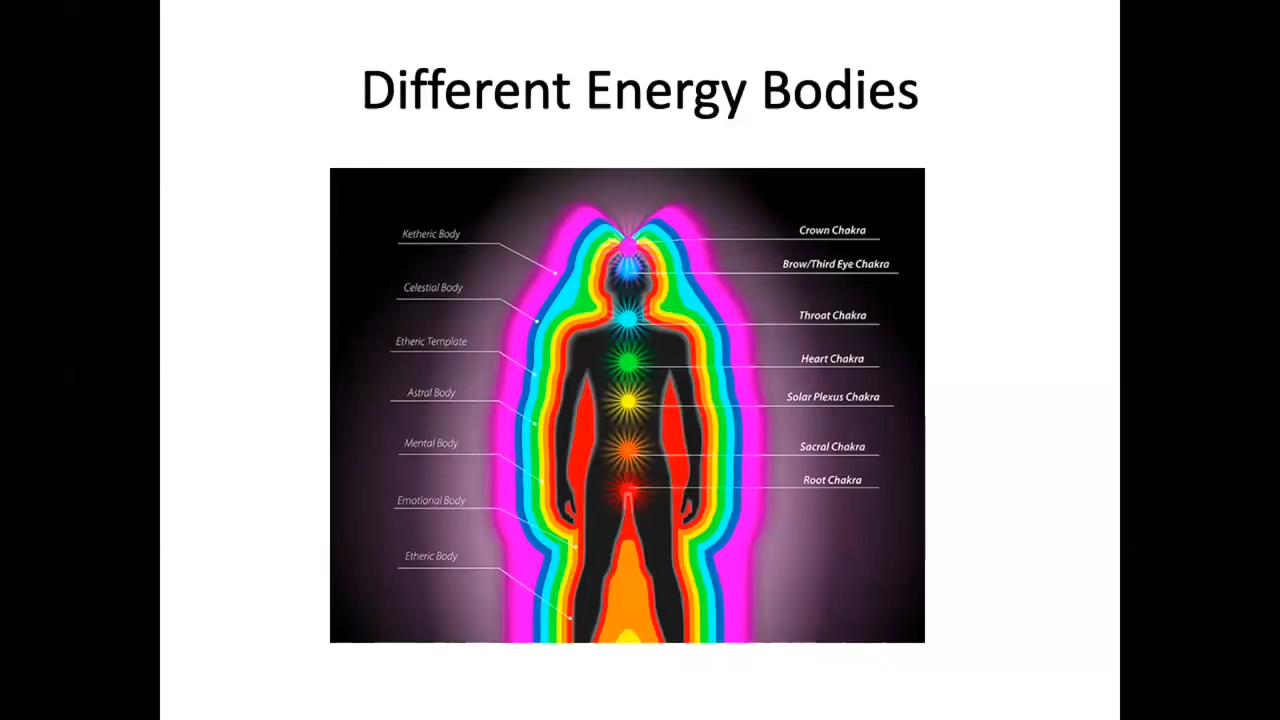 Different Energy Bodies
Ketheric Body
Celestial Body
Etheric Template
Astral Body
Mental Body
Emotional Body
Etheric Body
Crown Chakra
Brow/Third Eye Chakra
Throat Chakra
Heart Chakra
Solar Plexus Chakra
Sacral Chakra
Root Chakra